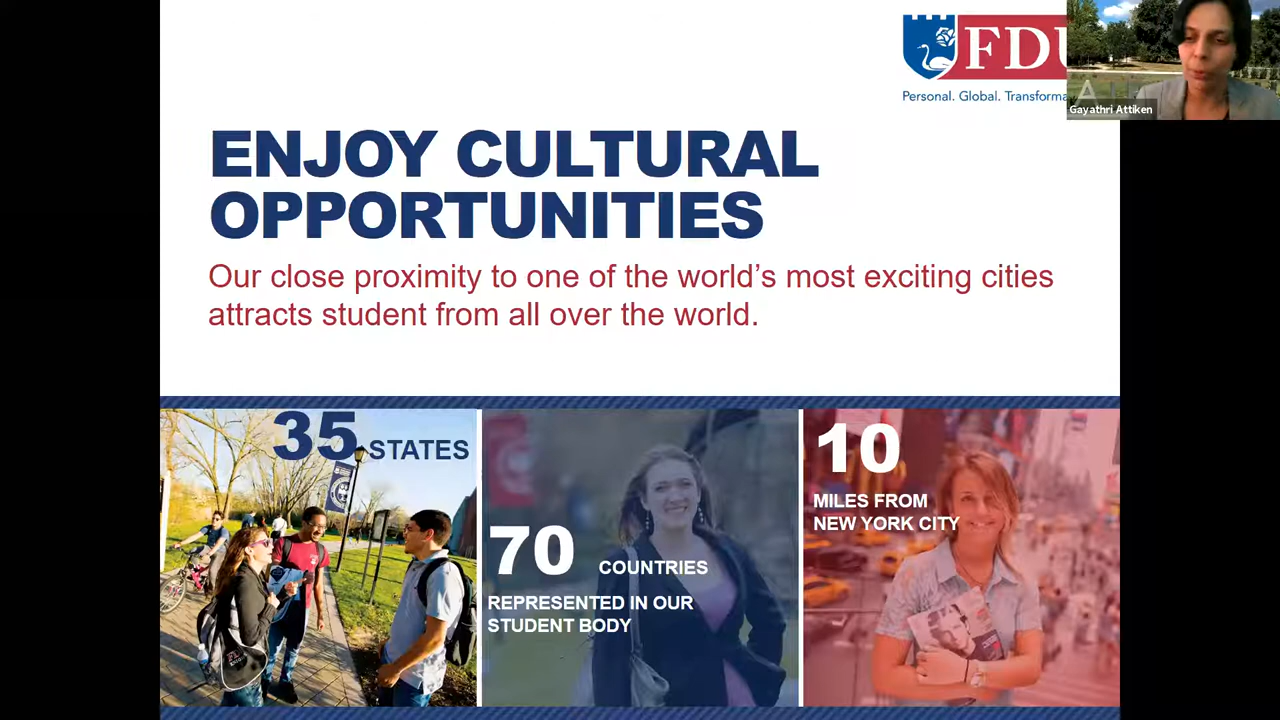 FDU
Personal. Global. Transforma
Gayathri Attiken
ENJOY CULTURAL
OPPORTUNITIES
Our close proximity to one of the world's most exciting cities
attracts student from all over the world.
35 STATES
70 COUNTRIES
REPRESENTED IN OUR
STUDENT BODY
10
MILES FROM
NEW YORK CITY